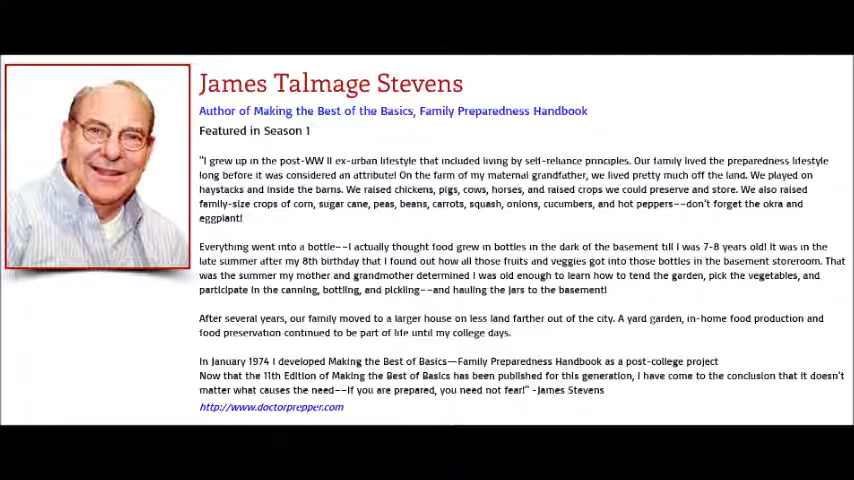 James Talmage Stevens
Author of Making the Best of the Basics, Family Preparedness Handbook
Featured in Season 1
"I grew up in the post-WW II ex-urban lifestyle that included living by self-reliance principles. Our family lived the preparedness lifestyle
long before it was considered an attribute! On the farm of my maternal grandfather, we lived pretty much off the land. We played on
haystacks and inside the barns. We raised chickens, pigs, cows, horses, and raised crops we could preserve and store. We also raised
family-size crops of corn, sugar cane, peas, beans, carrots, squash, onions, cucumbers, and hot peppers--don't forget the okra and
eggplant!
Everything went into a bottle--I actually thought food grew in bottles in the dark of the basement till I was 7-8 years old! It was in the
late summer after my 8th birthday that I found out how all those fruits and veggies got into those bottles in the basement storeroom. That
was the summer my mother and grandmother determined I was old enough to learn how to tend the garden, pick the vegetables, and
participate in the canning, bottling, and pickling--and hauling the jars to the basement!
After several years, our family moved to a larger house on less land farther out of the city. A yard garden, in-home food production and
food preservation continued to be part of life until my college days.
In January 1974 I developed Making the Best of Basics—Family Preparedness Handbook as a post-college project
Now that the 11th Edition of Making the Best of Basics has been published for this generation, I have come to the conclusion that it doesn't
matter what causes the need--If you are prepared, you need not fear!" -James Stevens
http://www.doctorprepper.com